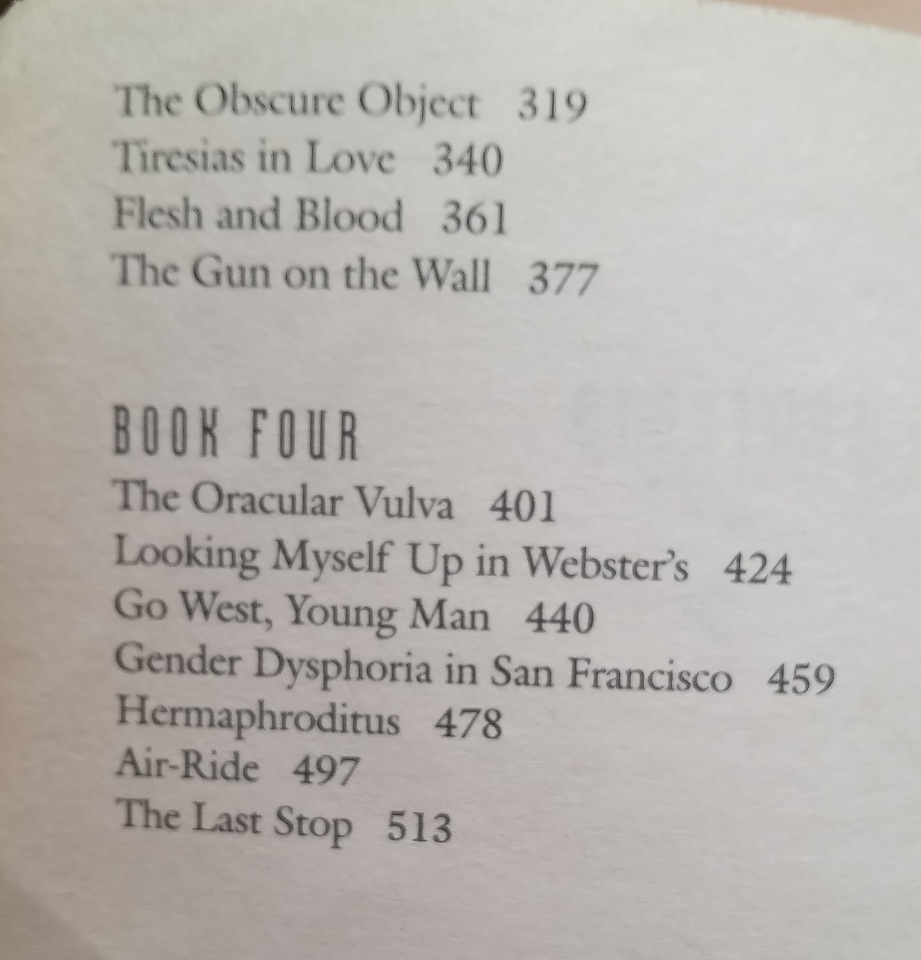 The Obscure Object 319
Tiresias in Love 340
Flesh and Blood 361
The Gun on the Wall 377
BOOK FOUR
The Oracular Vulva 401
Looking Myself Up in Webster’s 424
Go West, Young Man 440
Gender Dysphoria in San Francisco 459
Hermaphroditus 478
Air-Ride 497
The Last Stop 513